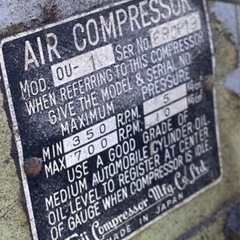 AIR COMPRESSOR
MOD. OU- SER. No.
WHEN REFERRING TO THIS COMPRESSOR
GIVE THE MODEL & SERIAL No.
MAXIMUM PRESSURE
MIN 350 RPM. 5
MAX 700 RPM. 10
USE A GOOD GRADE OF
MEDIUM AUTOMOBILE CYLINDER OIL.
OIL-LEVEL TO REGISTER AT CENTER
OF GAUGE WHEN COMPRESSOR IS IDLE.
Compressor Mfg Co., Ltd.
MADE IN JAPAN